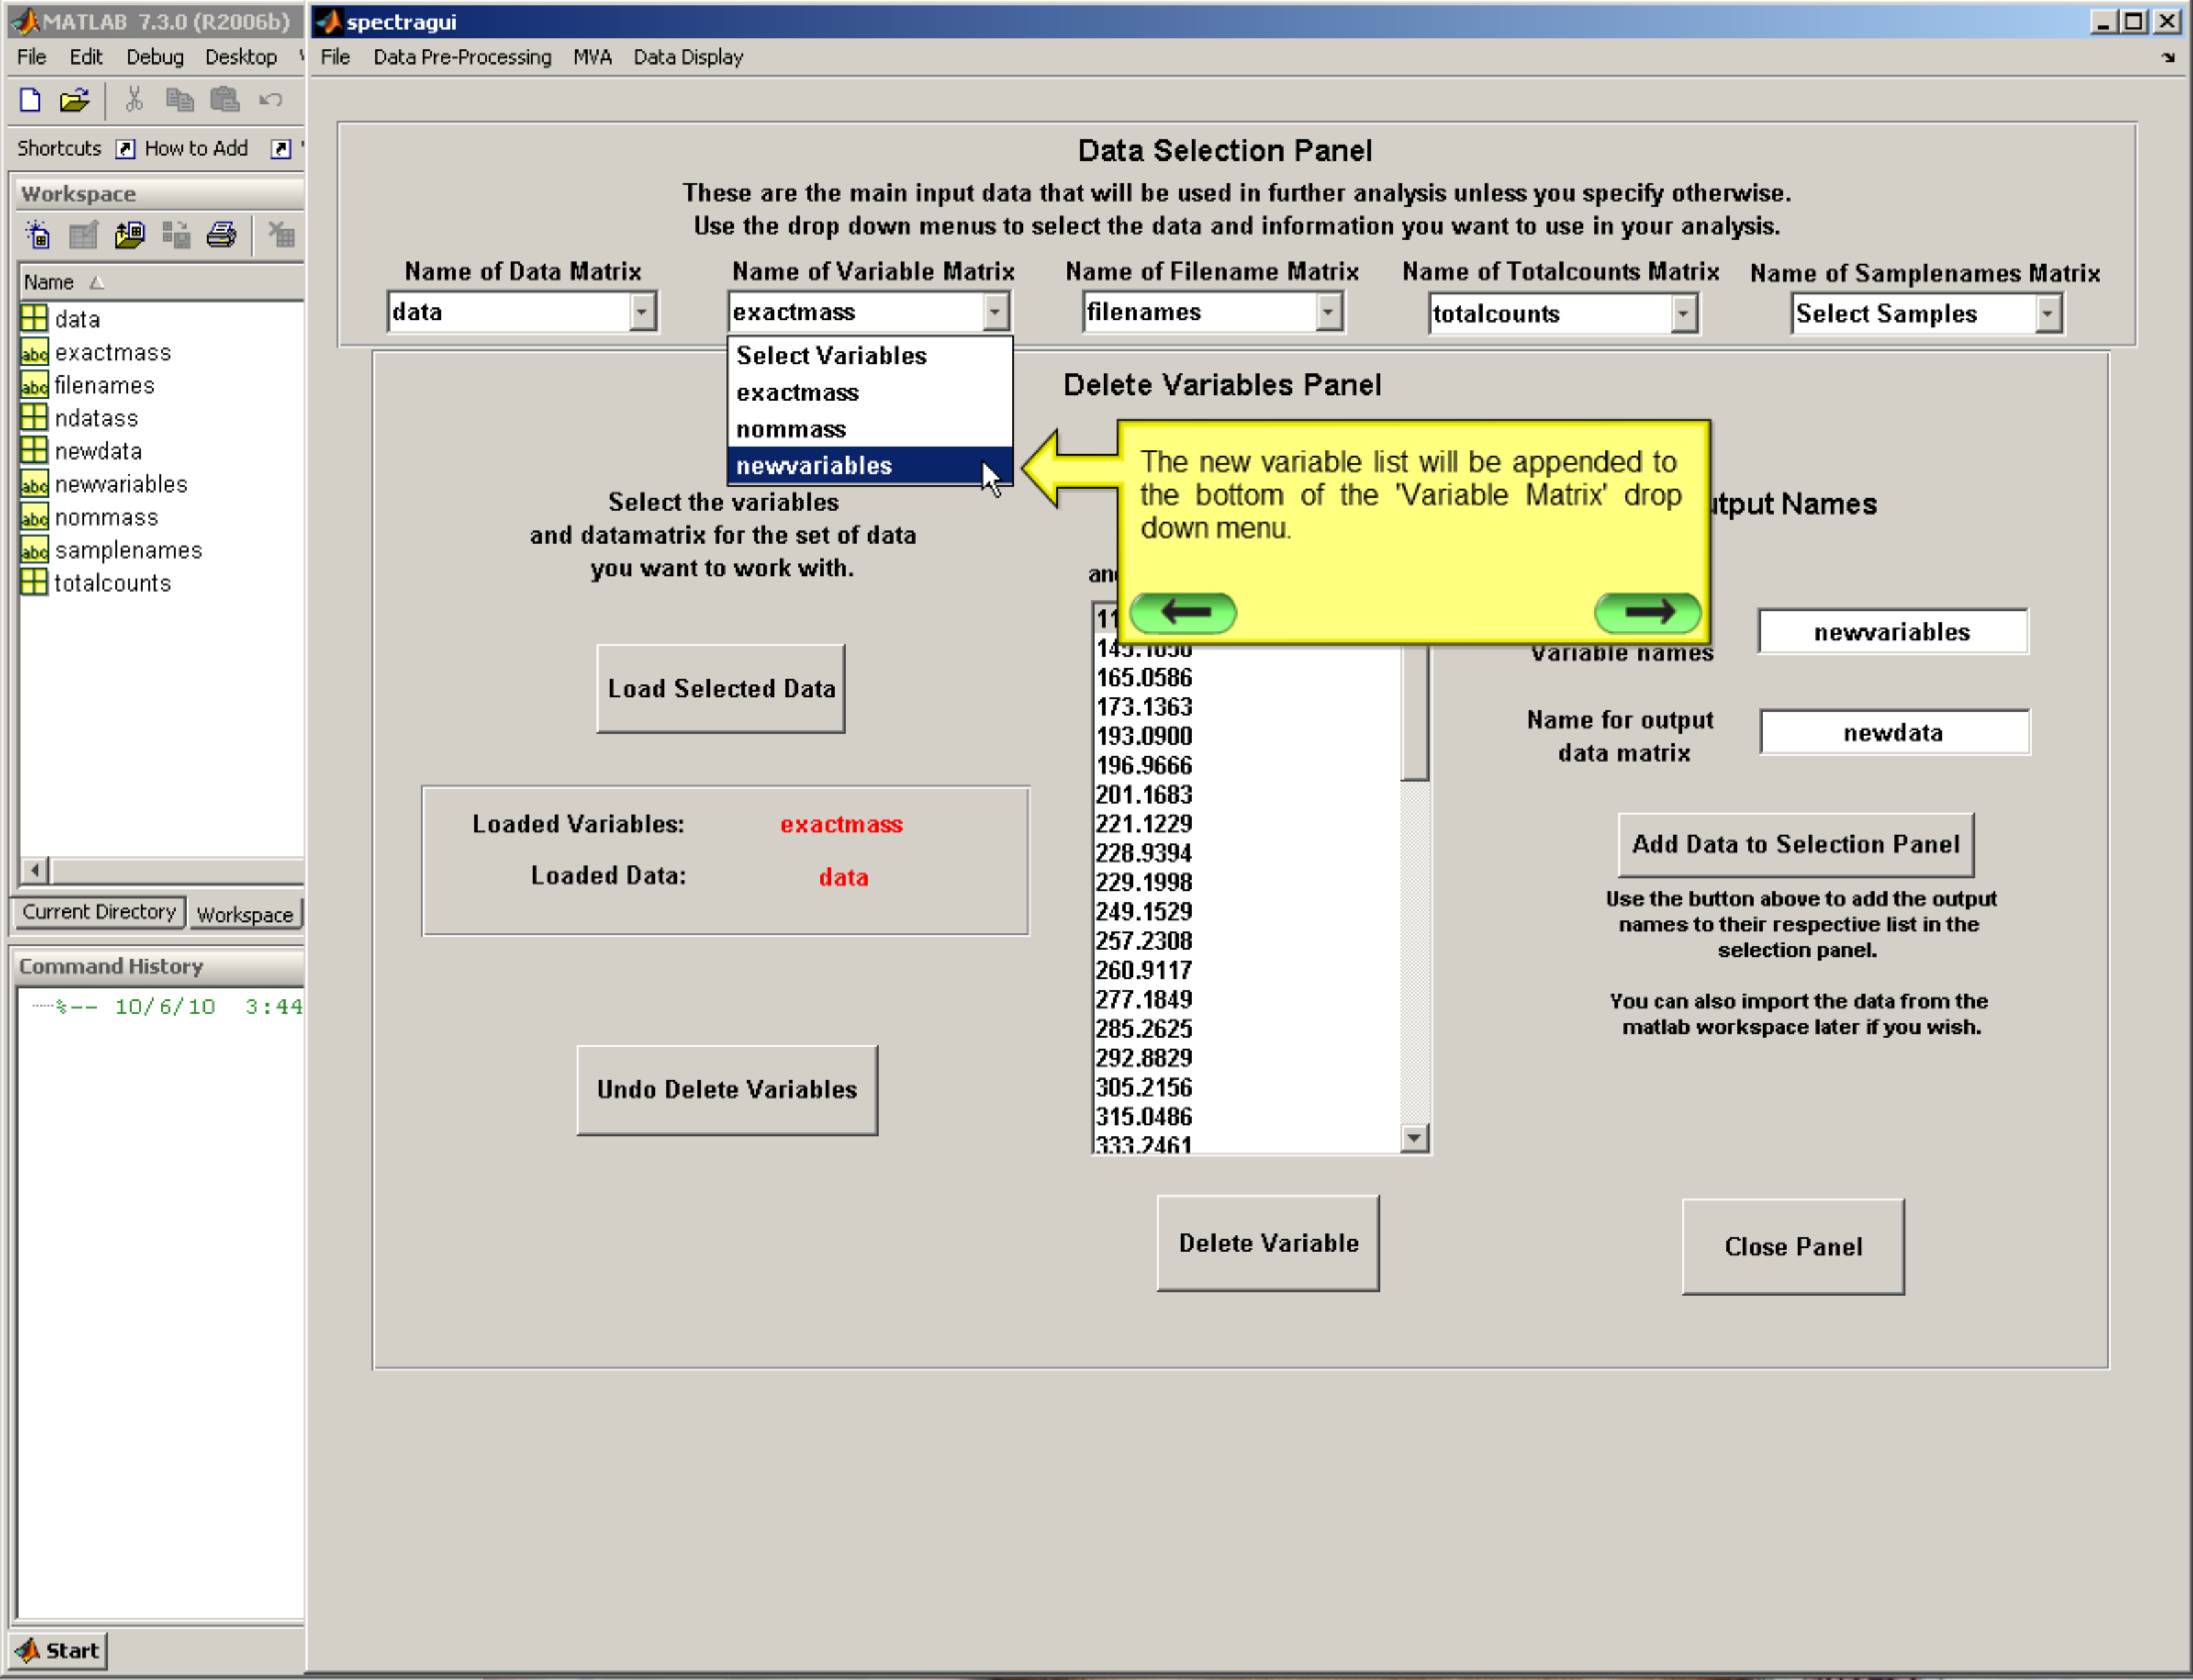 MATLAB 7.3.0 (R2006b)
spectragui
File Edit Debug Desktop
File Data Pre-Processing MVA Data Display
Shortcuts How to Add
Workspace
Name
data
exactmass
filenames
ndatass
newdata
newvariables
nommass
samplenames
totalcounts
Current Directory Workspace
Command History
%-- 10/6/10 3:44
Start
Data Selection Panel
These are the main input data that will be used in further analysis unless you specify otherwise.
Use the drop down menus to select the data and information you want to use in your analysis.
Name of Data Matrix
data
Name of Variable Matrix
exactmass
Name of Filename Matrix
filenames
Name of Totalcounts Matrix
totalcounts
Name of Samplenames Matrix
Select Samples
Select Variables
exactmass
nommass
newvariables
Delete Variables Panel
The new variable list will be appended to
the bottom of the 'Variable Matrix' drop
down menu.
Select the variables
and datamatrix for the set of data
you want to work with.
Load Selected Data
Loaded Variables: exactmass
Loaded Data: data
Undo Delete Variables
165.0586
173.1363
193.0900
196.9666
201.1683
221.1229
228.9394
229.1998
249.1529
257.2308
260.9117
277.1849
285.2625
292.8829
305.2156
315.0486
333.2461
Delete Variable
Names
Variable names
newvariables
Name for output
data matrix
newdata
Add Data to Selection Panel
Use the button above to add the output
names to their respective list in the
selection panel.
You can also import the data from the
matlab workspace later if you wish.
Close Panel